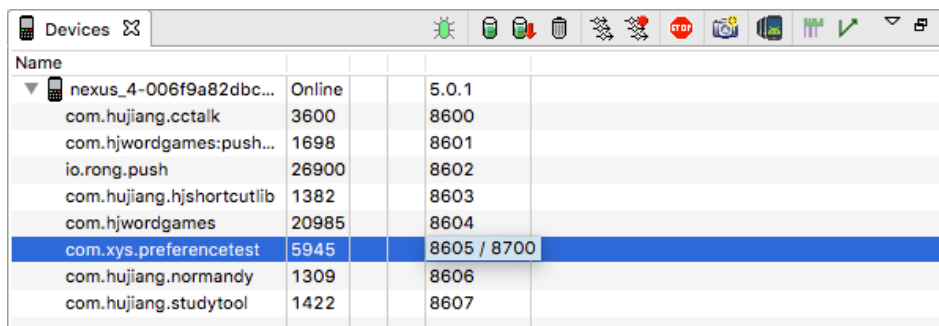 Devices
STOP
Name
nexus_4-006f9a82dbc... Online 5.0.1
com.hujiang.cctalk 3600 8600
com.hjwordgames:push... 1698 8601
io.rong.push 26900 8602
com.hujiang.hjshortcutlib 1382 8603
com.hjwordgames 20985 8604
com.xys.preferencetest 5945 8605 / 8700
com.hujiang.normandy 1309 8606
com.hujiang.studytool 1422 8607